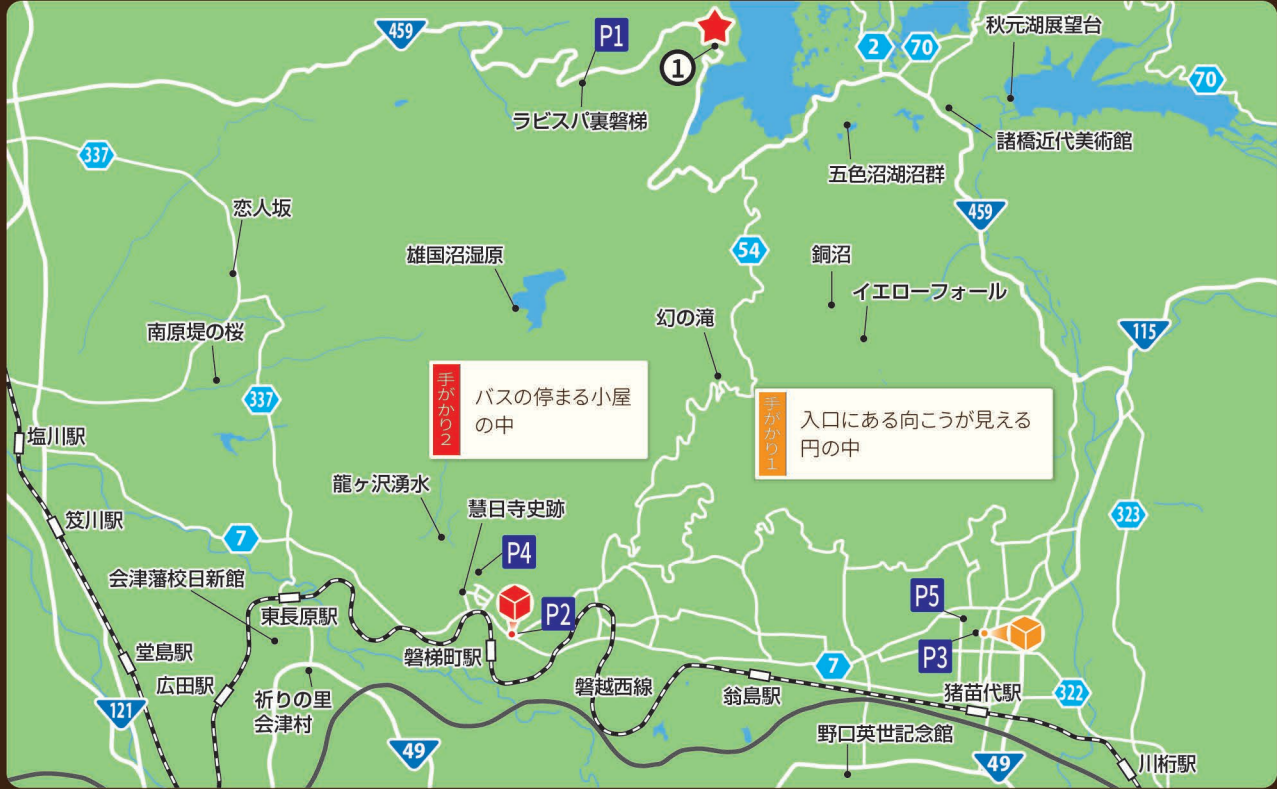 459
P1
①
2
70
秋元湖展望台
70
ラビスパ裏磐梯
諸橋近代美術館
337
五色沼湖沼群
恋人坂
459
雄国沼湿原
54
銅沼
イエローフォール
南原堤の桜
幻の滝
115
手がかり2
バスの停まる小屋
の中
手がかり1
入口にある向こうが見える
円の中
337
塩川駅
龍ヶ沢湧水
慧日寺史跡
笈川駅
7
323
P4
会津藩校日新館
東長原駅
P2
P5
P3
堂島駅
磐梯町駅
広田駅
7
祈りの里
会津村
磐越西線
翁島駅
猪苗代駅
322
121
49
野口英世記念館
49
川桁駅